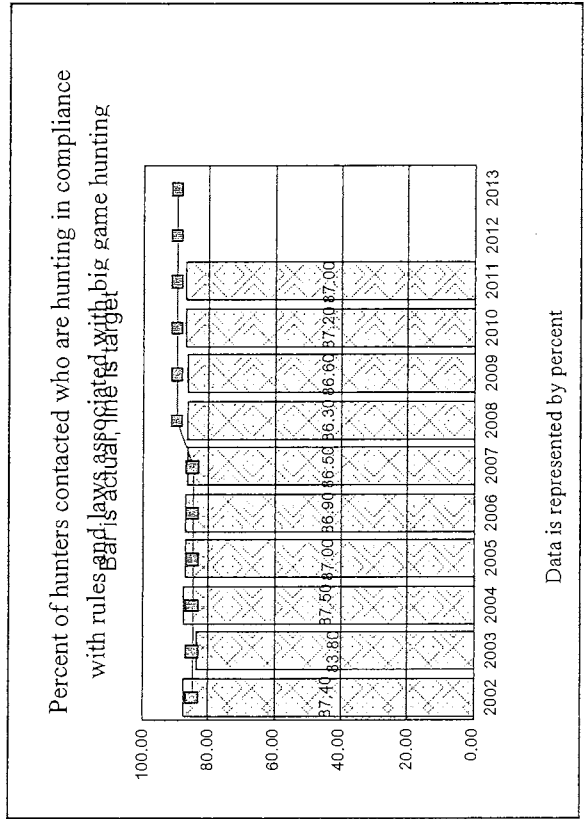 Percent of hunters contacted who are hunting in compliance
with rules and laws associated with big game hunting
Bar is actual, line is target
100.00
80.00
60.00
40.00
20.00
0.00
87.40 83.80 87.50 87.00 86.90 86.50 86.30 86.60 87.20 87.00
2002 2003 2004 2005 2006 2007 2008 2009 2010 2011 2012 2013
Data is represented by percent